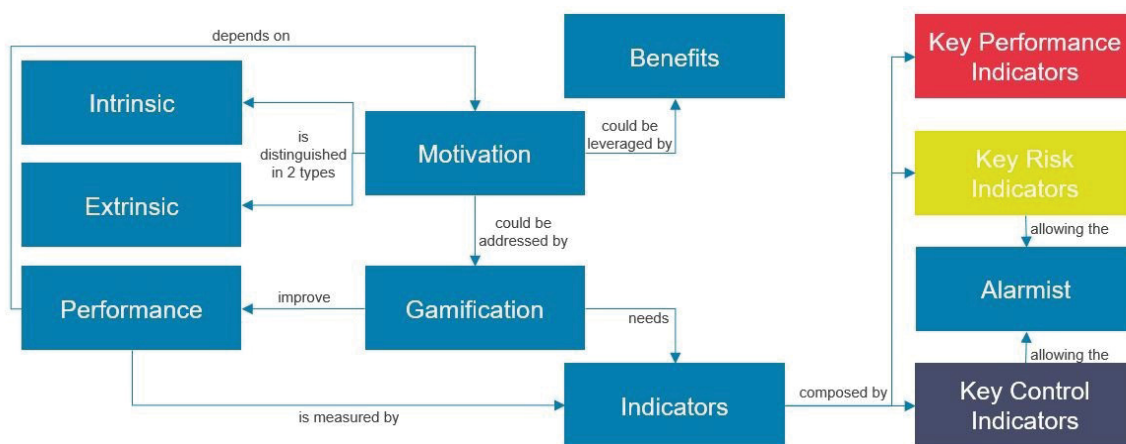 depends on
Benefits
Key Performance
Indicators
Intrinsic
is
distinguished
in 2 types
Motivation
could be
leveraged by
Key Risk
Indicators
Extrinsic
could be
addressed by
allowing the
Performance
improve
Gamification
needs
Alarmist
allowing the
is measured by
Indicators
composed by
Key Control
Indicators